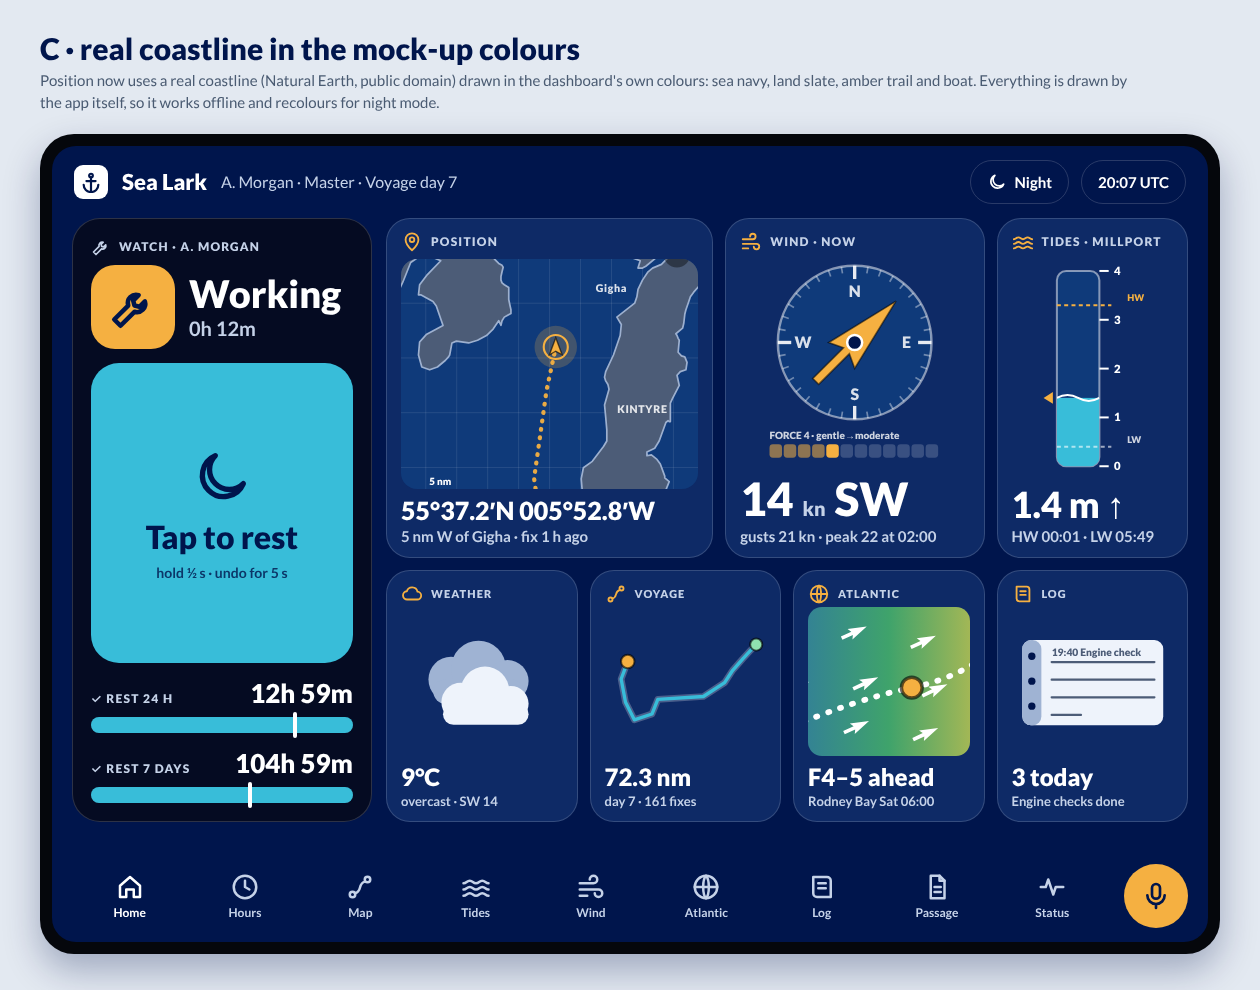 C · real coastline in the mock-up colours
Position now uses a real coastline (Natural Earth, public domain) drawn in the dashboard's own colours: sea navy, land slate, amber trail and boat. Everything is drawn by
the app itself, so it works offline and recolours for night mode.
Sea Lark A. Morgan · Master · Voyage day 7
Night
20:07 UTC
WATCH · A. MORGAN
Working
0h 12m
Tap to rest
hold ½ s · undo for 5 s
✓ REST 24 H 12h 59m
✓ REST 7 DAYS 104h 59m
POSITION
Gigha
KINTYRE
5 nm
55°37.2′N 005°52.8′W
5 nm W of Gigha · fix 1 h ago
WIND · NOW
N
W E
S
FORCE 4 · gentle→moderate
14 kn SW
gusts 21 kn · peak 22 at 02:00
TIDES · MILLPORT
4
HW
3
2
1
LW
0
1.4 m ↑
HW 00:01 · LW 05:49
WEATHER
9°C
overcast · SW 14
VOYAGE
72.3 nm
day 7 · 161 fixes
ATLANTIC
F4–5 ahead
Rodney Bay Sat 06:00
LOG
19:40 Engine check
3 today
Engine checks done
Home Hours Map Tides Wind Atlantic Log Passage Status